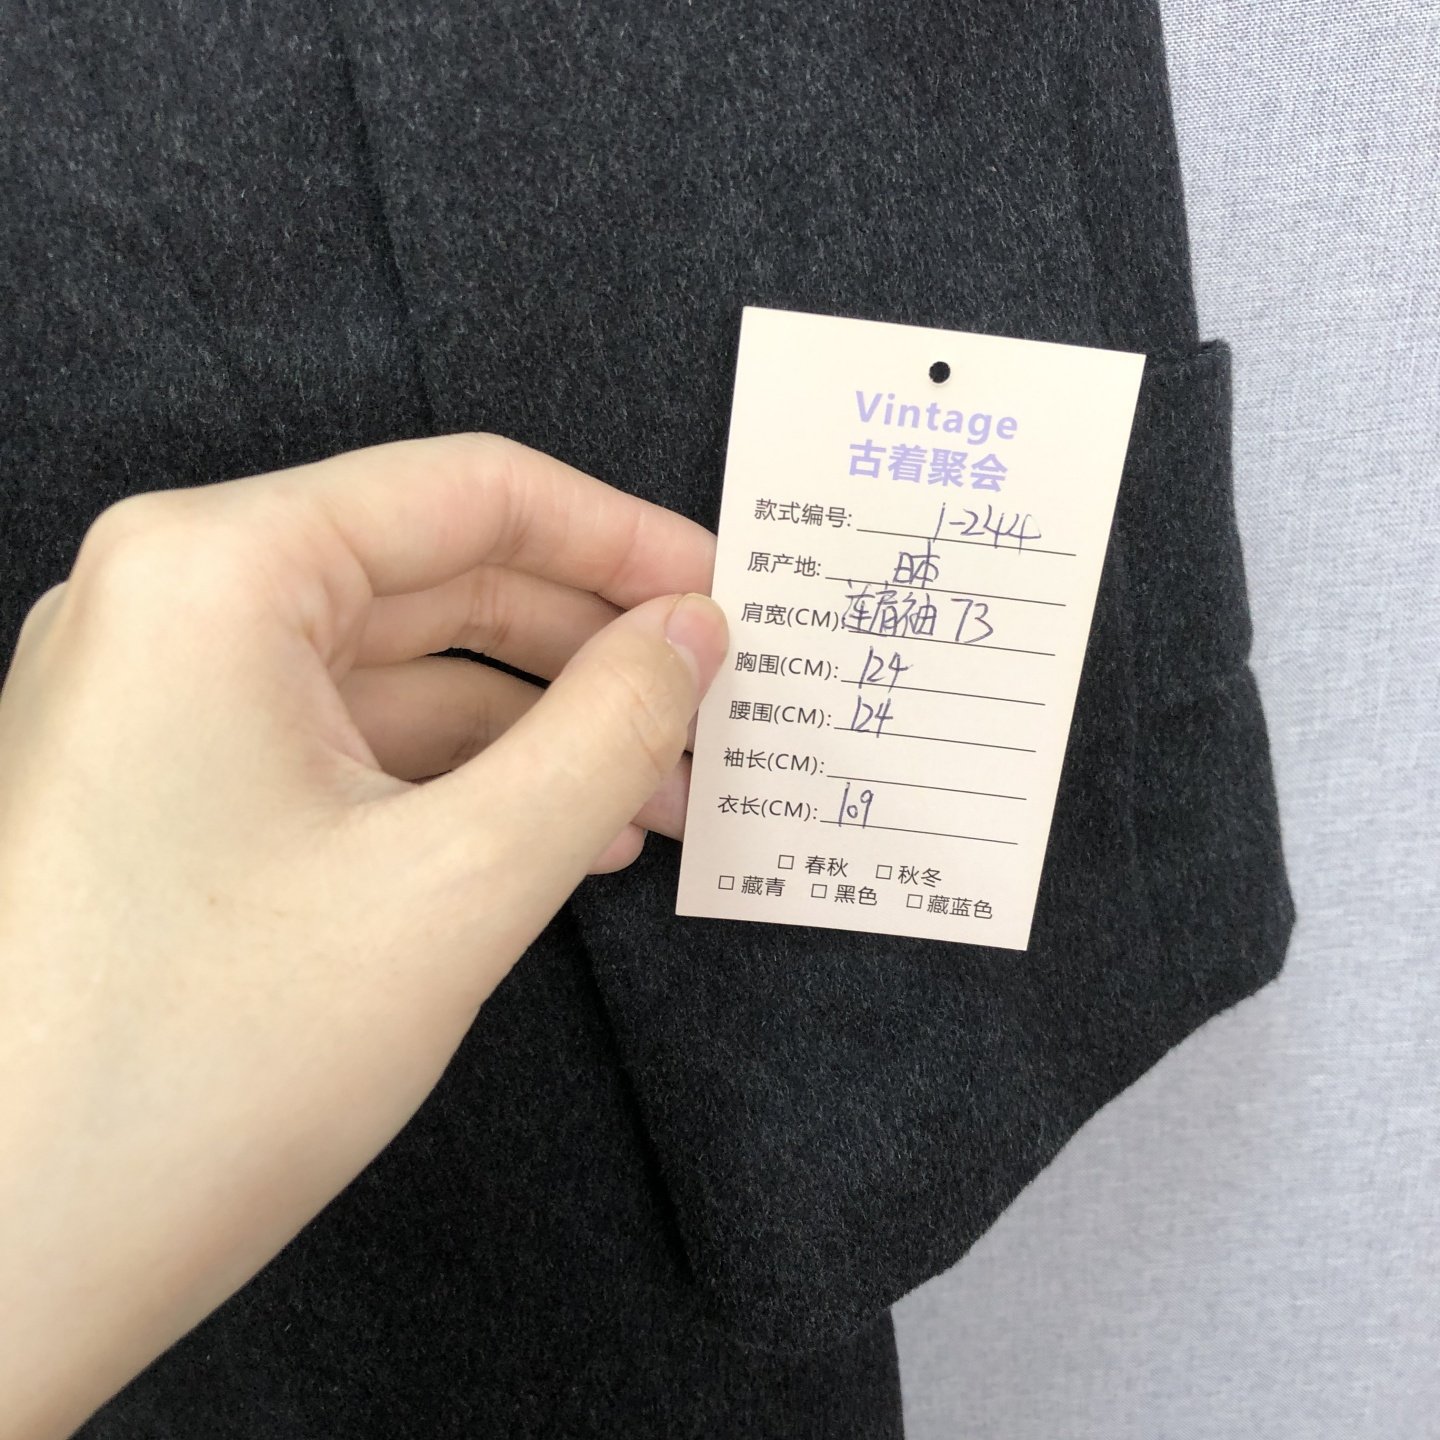 Vintage
古着聚会
款式编号: 1-244
原产地: 日本
肩宽(CM): 连肩袖 73
胸围(CM): 124
腰围(CM): 124
袖长(CM):
衣长(CM): 109
□ 春秋 □ 秋冬
□ 藏青 □ 黑色 □ 藏蓝色